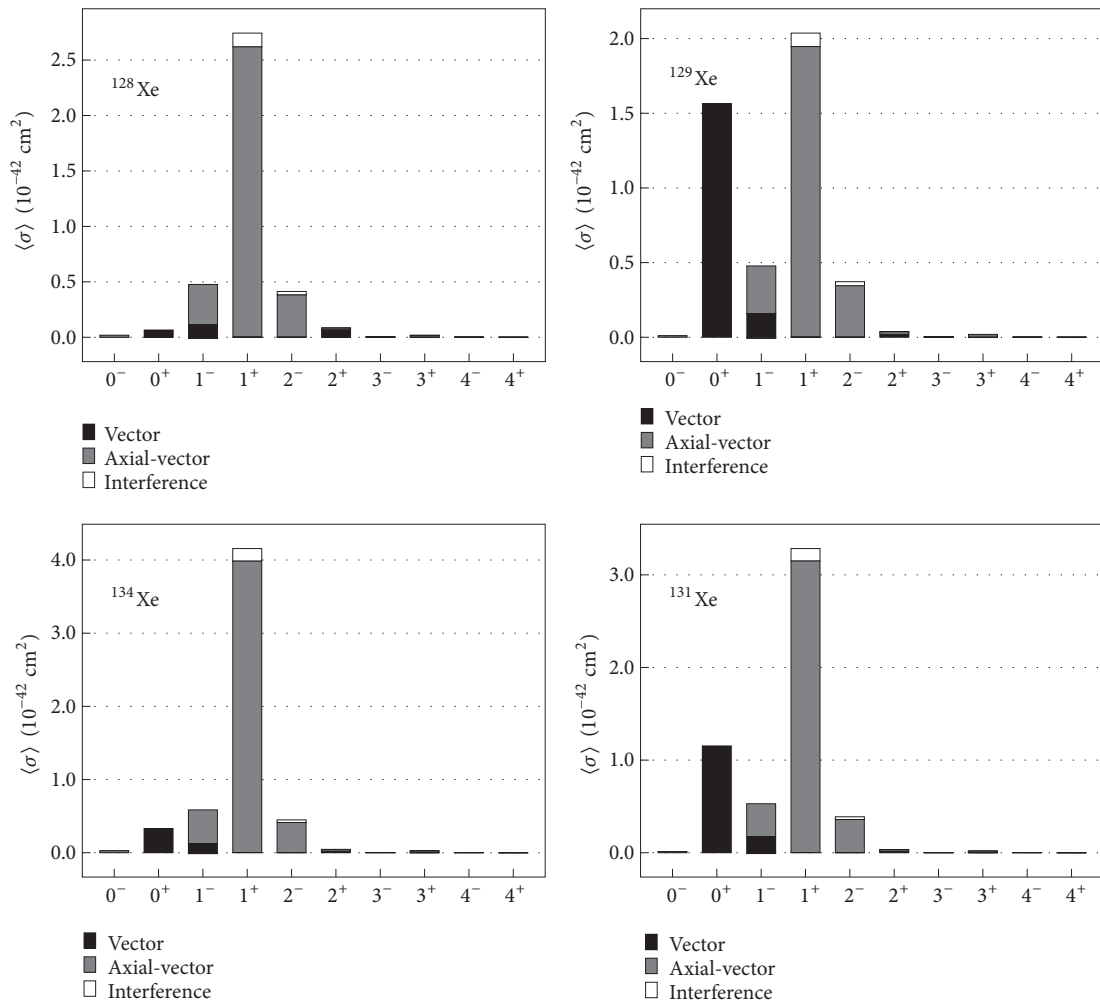 ⟨σ⟩ (10⁻⁴² cm²)
2.5
2.0
1.5
1.0
0.5
0.0
¹²⁸Xe
0⁻ 0⁺ 1⁻ 1⁺ 2⁻ 2⁺ 3⁻ 3⁺ 4⁻ 4⁺
Vector
Axial-vector
Interference
⟨σ⟩ (10⁻⁴² cm²)
2.0
1.5
1.0
0.5
0.0
¹²⁹Xe
0⁻ 0⁺ 1⁻ 1⁺ 2⁻ 2⁺ 3⁻ 3⁺ 4⁻ 4⁺
Vector
Axial-vector
Interference
⟨σ⟩ (10⁻⁴² cm²)
4.0
3.0
2.0
1.0
0.0
¹³⁴Xe
0⁻ 0⁺ 1⁻ 1⁺ 2⁻ 2⁺ 3⁻ 3⁺ 4⁻ 4⁺
Vector
Axial-vector
Interference
⟨σ⟩ (10⁻⁴² cm²)
3.0
2.0
1.0
0.0
¹³¹Xe
0⁻ 0⁺ 1⁻ 1⁺ 2⁻ 2⁺ 3⁻ 3⁺ 4⁻ 4⁺
Vector
Axial-vector
Interference